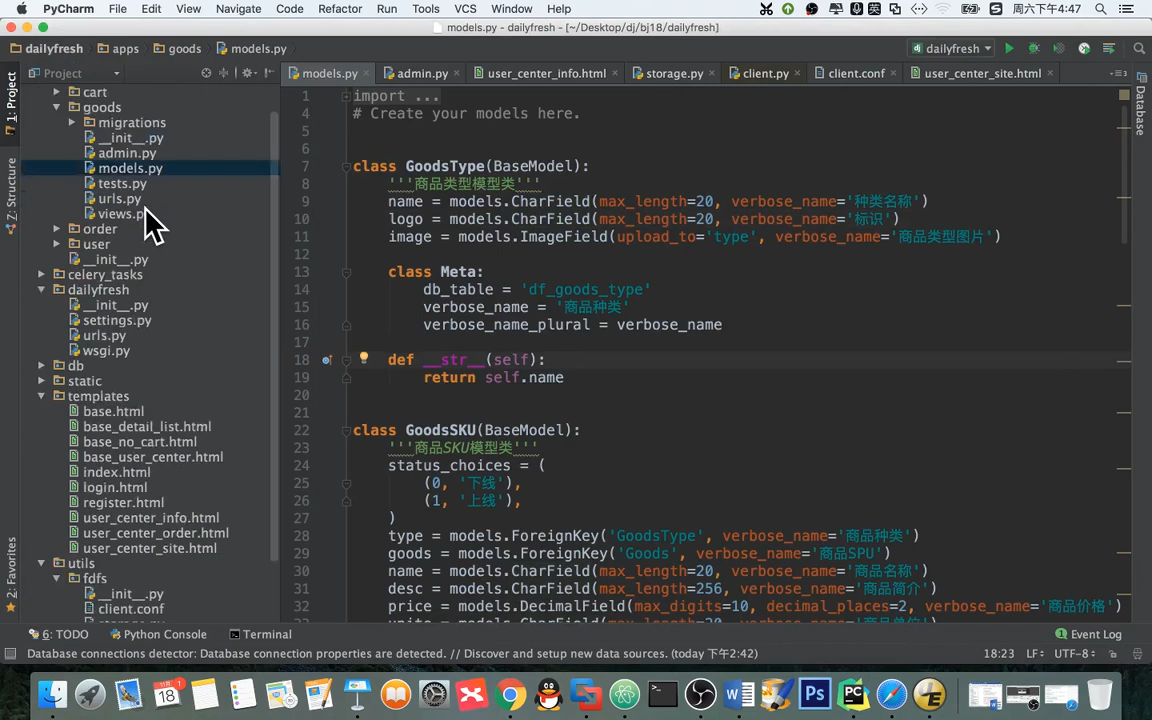 PyCharm File Edit View Navigate Code Refactor Run Tools VCS Window Help 英 周六下午4:47
models.py - dailyfresh - [~/Desktop/dj/bj18/dailyfresh]
dailyfresh apps goods models.py dailyfresh
Project models.py admin.py user_center_info.html storage.py client.py client.conf user_center_site.html
1: Project
Z: Structure
2: Favorites
Database
cart
goods
migrations
__init__.py
admin.py
models.py
tests.py
urls.py
views.p
order
user
__init__.py
celery_tasks
dailyfresh
__init__.py
settings.py
urls.py
wsgi.py
db
static
templates
base.html
base_detail_list.html
base_no_cart.html
base_user_center.html
index.html
login.html
register.html
user_center_info.html
user_center_order.html
user_center_site.html
utils
fdfs
__init__.py
client.conf
1 import ...
4 # Create your models here.
5
6
7 class GoodsType(BaseModel):
8 '''商品类型模型类'''
9 name = models.CharField(max_length=20, verbose_name='种类名称')
10 logo = models.CharField(max_length=20, verbose_name='标识')
11 image = models.ImageField(upload_to='type', verbose_name='商品类型图片')
12
13 class Meta:
14 db_table = 'df_goods_type'
15 verbose_name = '商品种类'
16 verbose_name_plural = verbose_name
17
18 def __str__(self):
19 return self.name
20
21
22 class GoodsSKU(BaseModel):
23 '''商品SKU模型类'''
24 status_choices = (
25 (0, '下线'),
26 (1, '上线'),
27 )
28 type = models.ForeignKey('GoodsType', verbose_name='商品种类')
29 goods = models.ForeignKey('Goods', verbose_name='商品SPU')
30 name = models.CharField(max_length=20, verbose_name='商品名称')
31 desc = models.CharField(max_length=256, verbose_name='商品简介')
32 price = models.DecimalField(max_digits=10, decimal_places=2, verbose_name='商品价格')
6: TODO Python Console Terminal 1 Event Log
Database connections detector: Database connection properties are detected. // Discover and setup new data sources. (today 下午2:42) 18:23 LF UTF-8
18 Ps PC